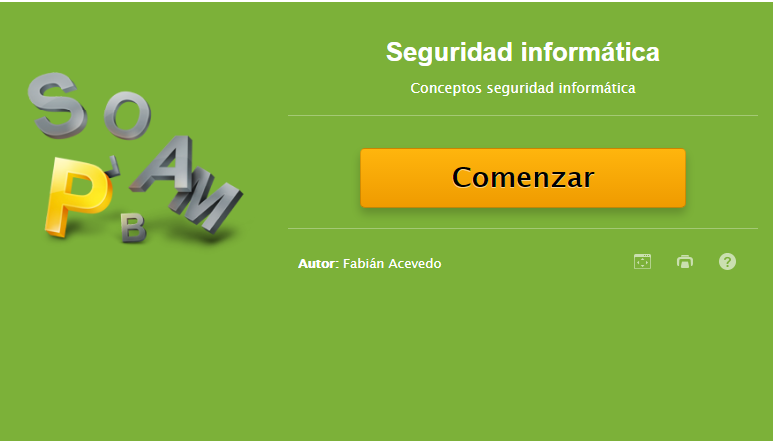 Seguridad informática
Conceptos seguridad informática
S O
P L A M
B
Comenzar
Autor: Fabián Acevedo
?